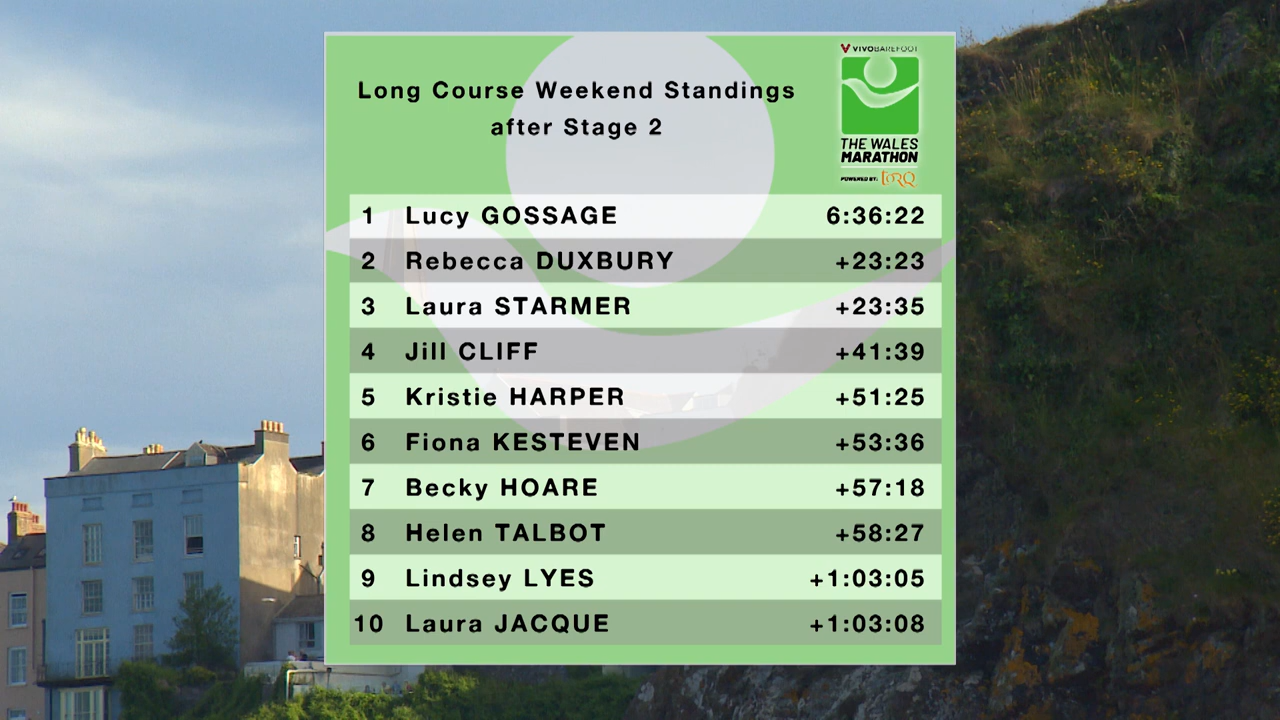 VIVOBAREFOOT
Long Course Weekend Standings
after Stage 2
THE WALES
MARATHON
POWERED BY: TORQ
1 Lucy GOSSAGE 6:36:22
2 Rebecca DUXBURY +23:23
3 Laura STARMER +23:35
4 Jill CLIFF +41:39
5 Kristie HARPER +51:25
6 Fiona KESTEVEN +53:36
7 Becky HOARE +57:18
8 Helen TALBOT +58:27
9 Lindsey LYES +1:03:05
10 Laura JACQUE +1:03:08